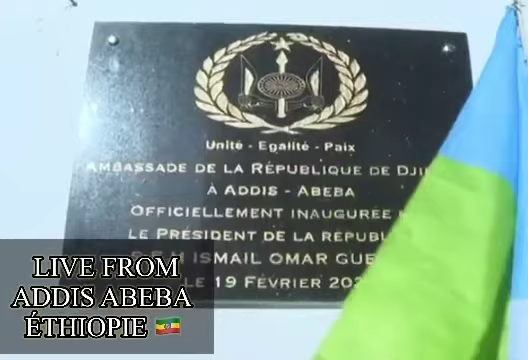 Unité - Egalité - Paix
AMBASSADE DE LA RÉPUBLIQUE DE
À ADDIS - ABEBA
OFFICIELLEMENT INAUGURÉE
LE PRÉSIDENT DE LA
ISMAIL OMAR
LE 19 FÉVRIER
LIVE FROM
ADDIS ABEBA
ÉTHIOPIE 🇪🇹